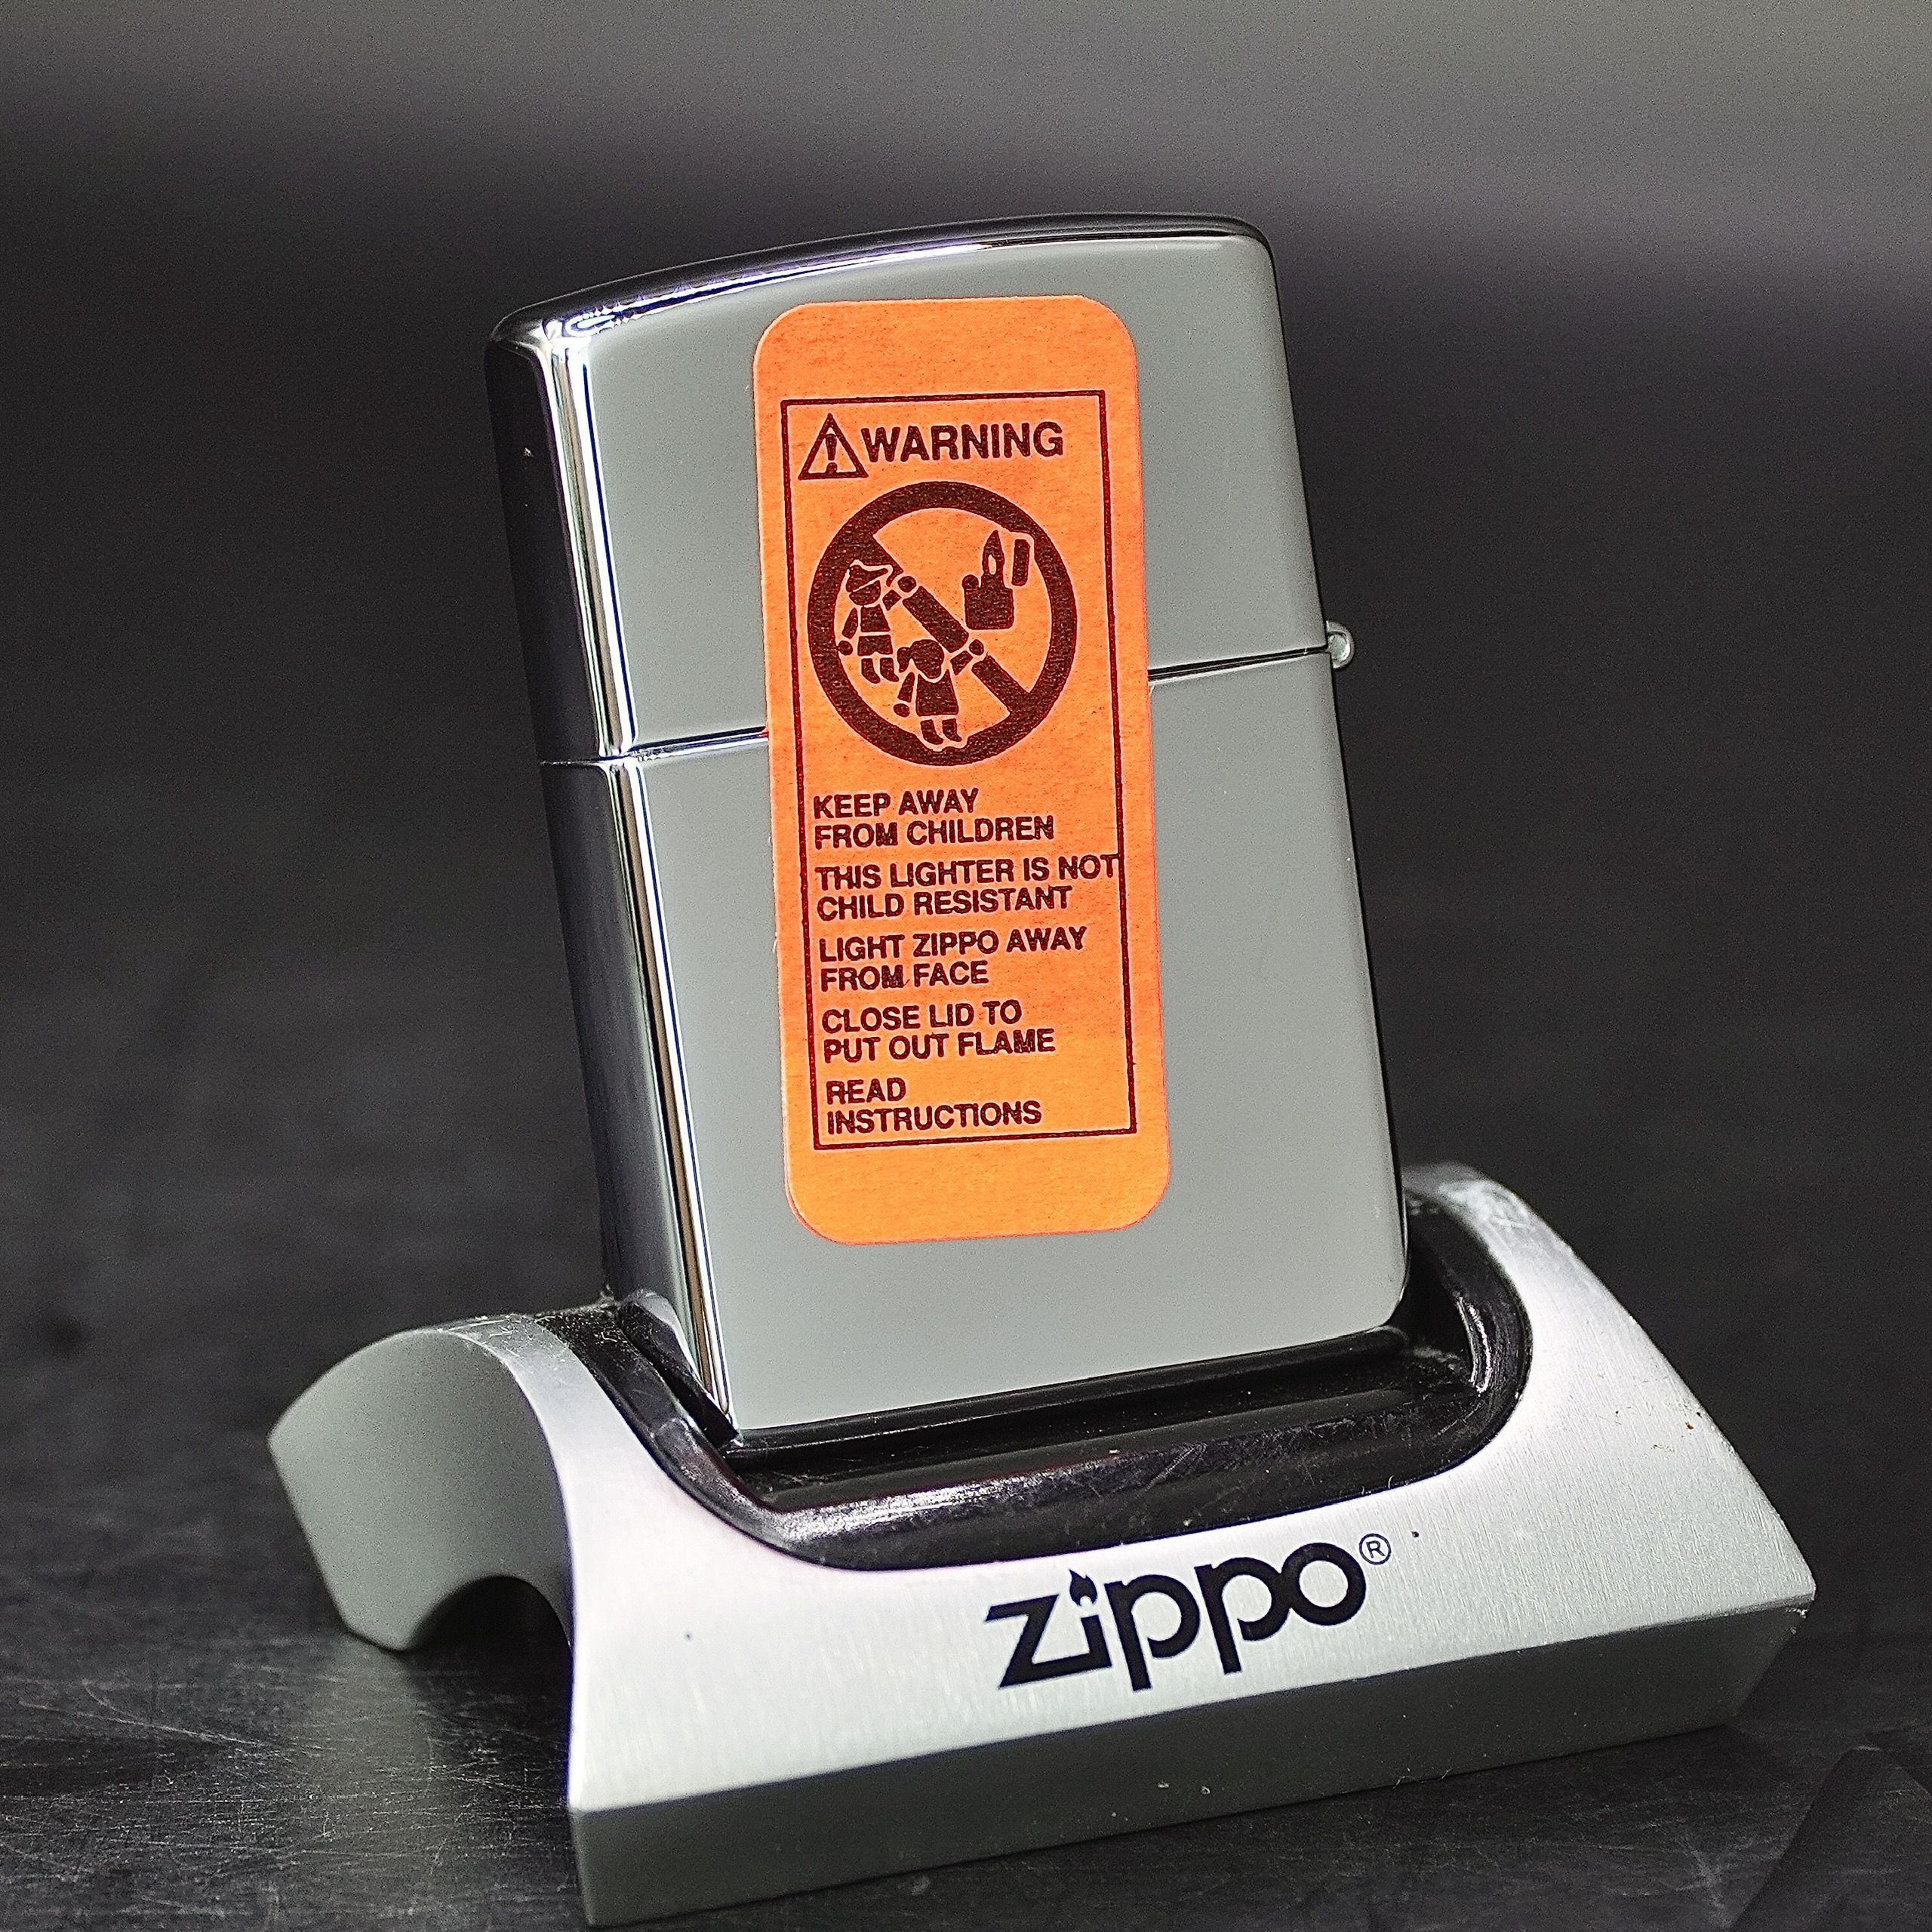 WARNING
KEEP AWAY
FROM CHILDREN
THIS LIGHTER IS NOT
CHILD RESISTANT
LIGHT ZIPPO AWAY
FROM FACE
CLOSE LID TO
PUT OUT FLAME
READ
INSTRUCTIONS
zippo®